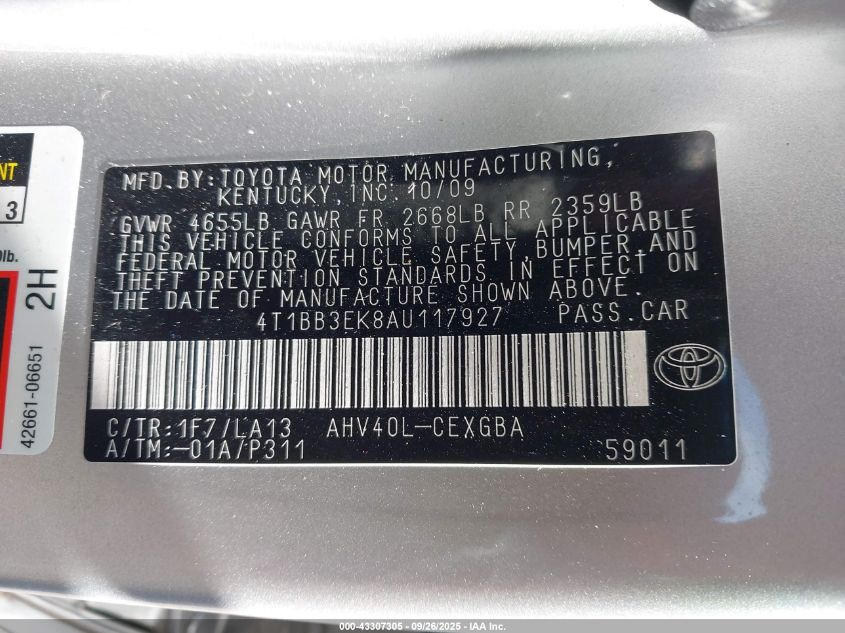 NT
3
0lb.
2H
42661-06651
MFD.BY:TOYOTA MOTOR MANUFACTURING,
KENTUCKY,INC.10/09
GVWR 4655LB GAWR FR 2668LB RR 2359LB
THIS VEHICLE CONFORMS TO ALL APPLICABLE
FEDERAL MOTOR VEHICLE SAFETY,BUMPER,AND
THEFT PREVENTION STANDARDS IN EFFECT ON
THE DATE OF MANUFACTURE SHOWN ABOVE.
4T1BB3EK8AU117927 PASS.CAR
C/TR:1F7/LA13 AHV40L-CEXGBA
A/TM:-01A/P311 59011
000-43307305 - 09/26/2025 - IAA Inc.